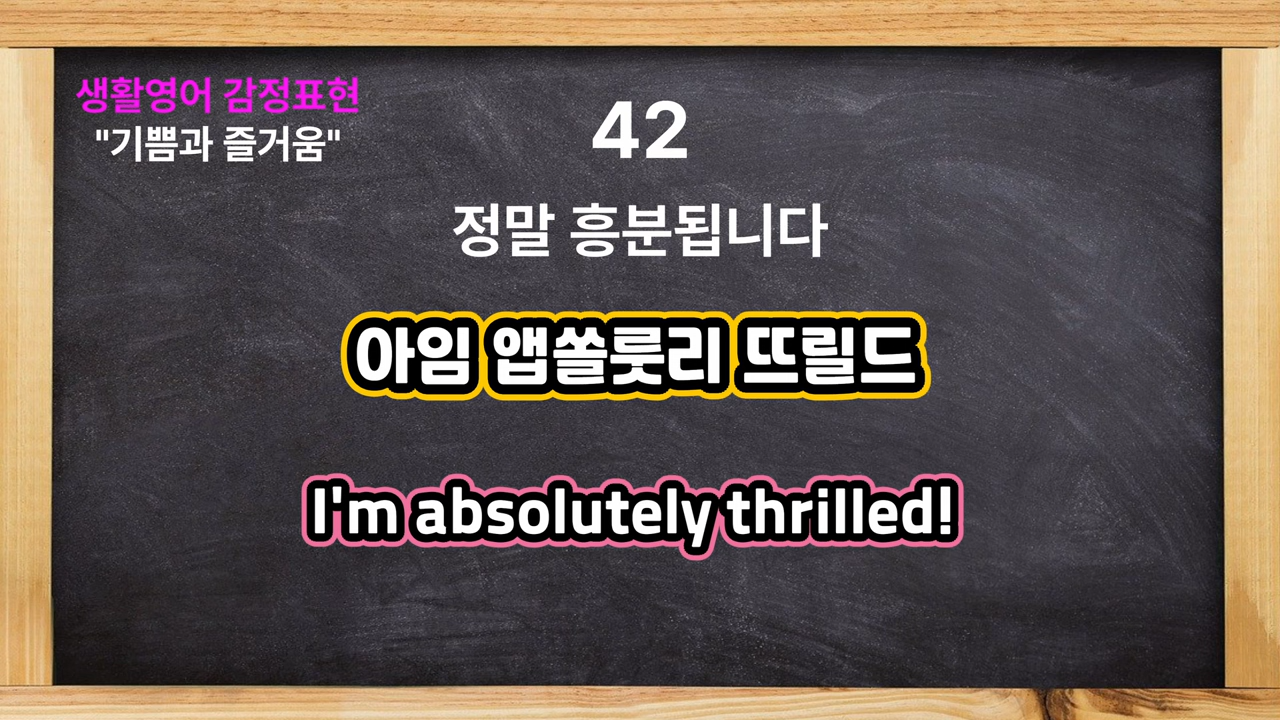 생활영어 감정표현
"기쁨과 즐거움"
42
정말 흥분됩니다
아임 앱쏠룻리 뜨릴드
I'm absolutely thrilled!